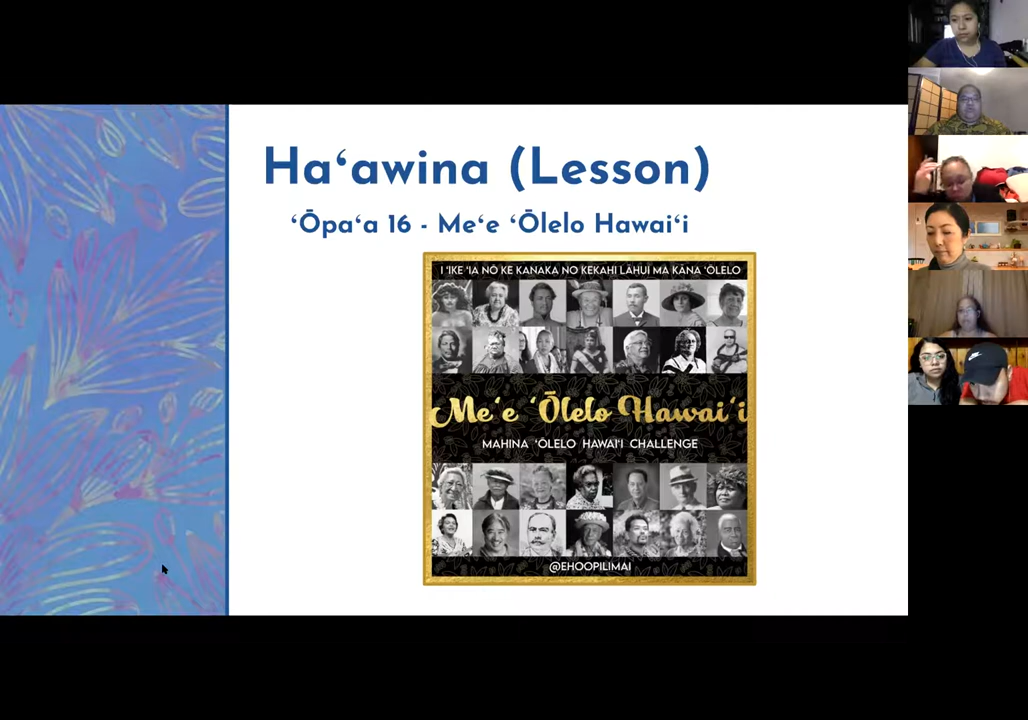 Haʻawina (Lesson)
ʻŌpaʻa 16 - Meʻe ʻŌlelo Hawaiʻi
I ʻIKE ʻIA NŌ KE KANAKA NO KEKAHI LĀHUI MA KĀNA ʻŌLELO
Meʻe ʻŌlelo Hawaiʻi
MAHINA ʻŌLELO HAWAIʻI CHALLENGE
@EHOOPILIMAI